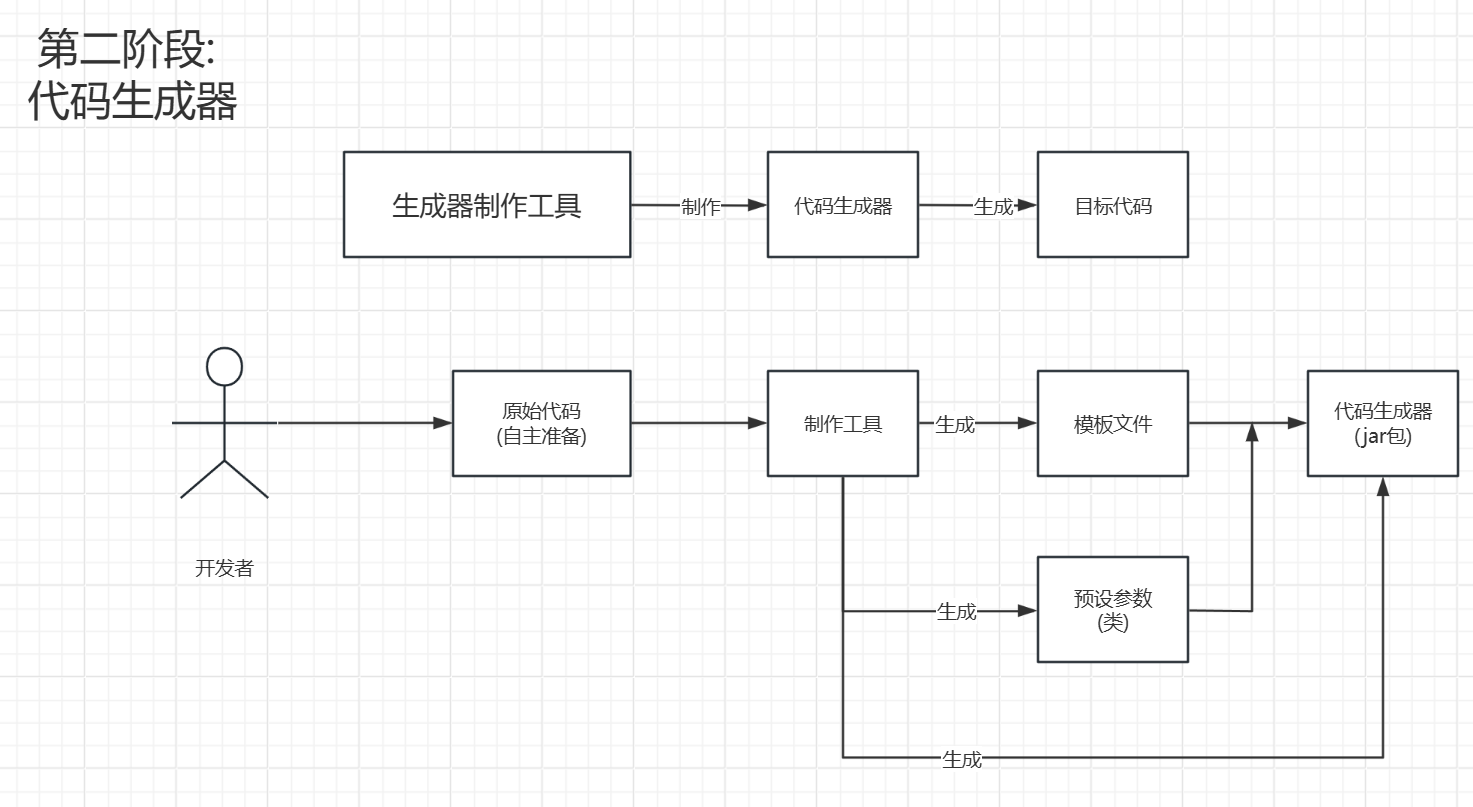 第二阶段:
代码生成器
生成器制作工具
制作
代码生成器
生成
目标代码
原始代码
(自主准备)
制作工具
生成
模板文件
代码生成器
(jar包)
开发者
生成
预设参数
(类)
生成